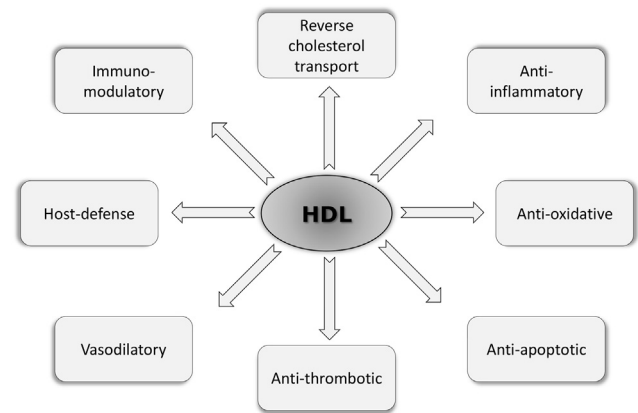 Reverse
cholesterol
transport
Immuno-
modulatory
Anti-
inflammatory
Host-defense
HDL
Anti-oxidative
Vasodilatory
Anti-thrombotic
Anti-apoptotic